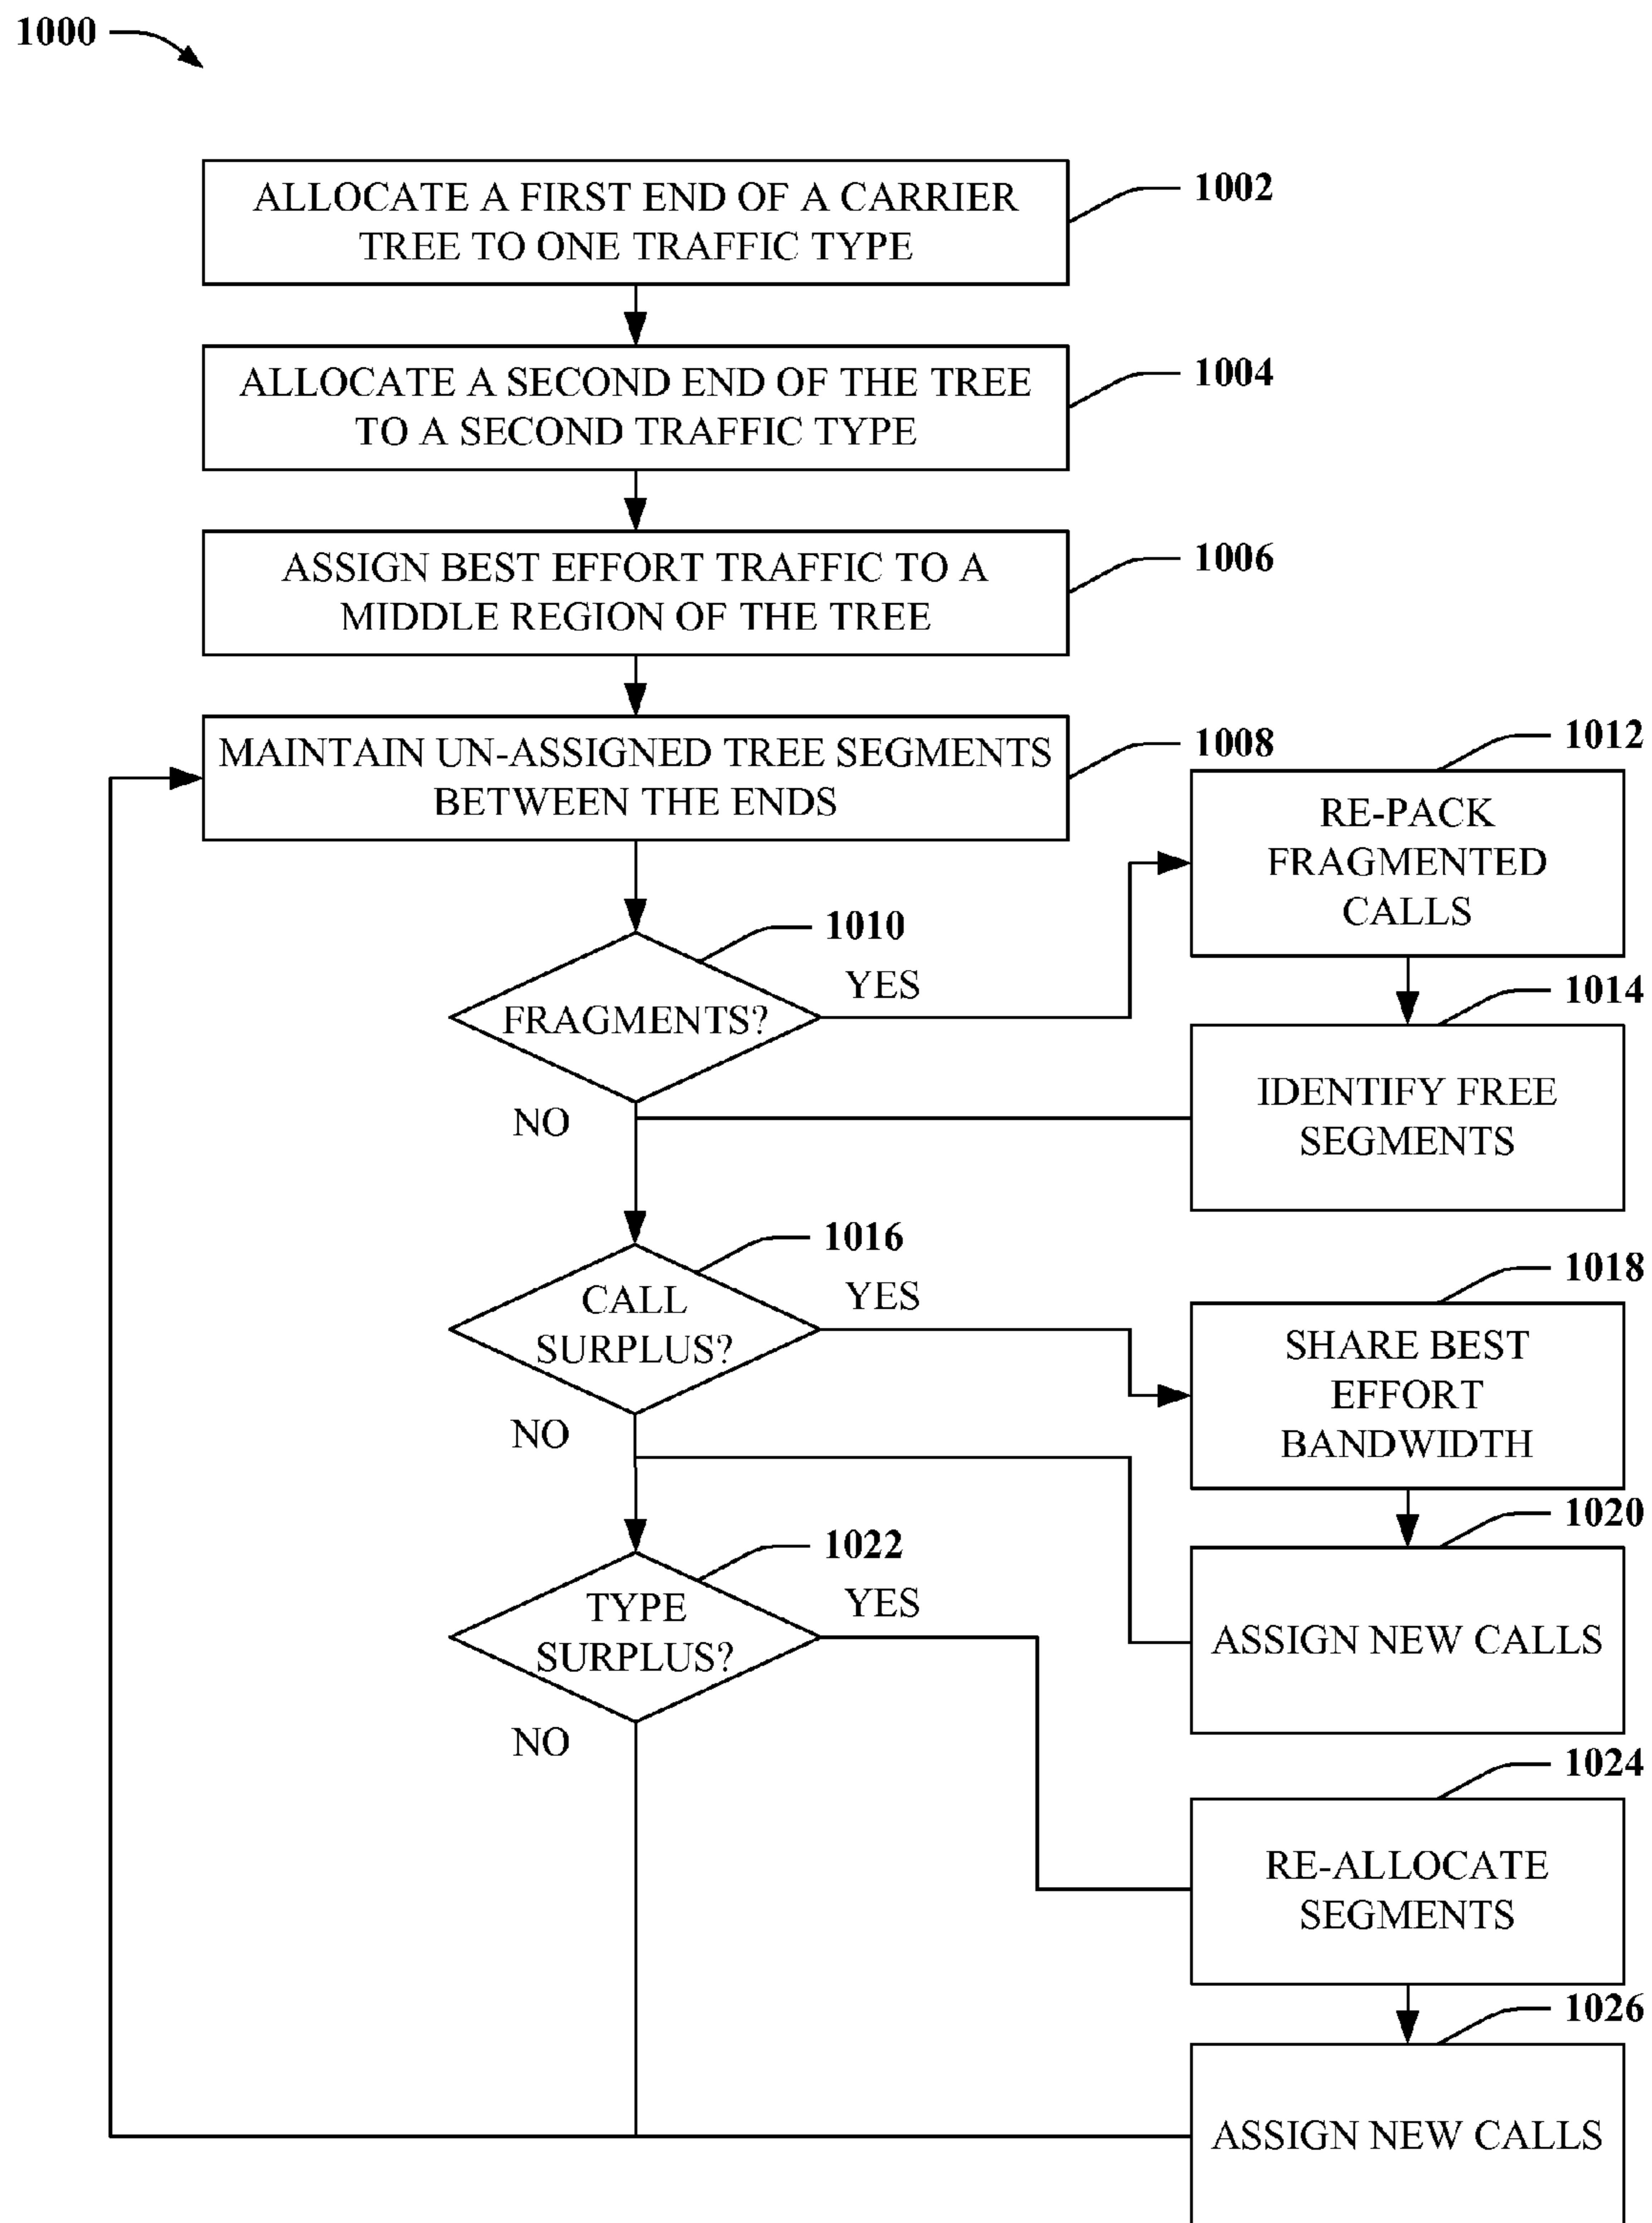 1000
ALLOCATE A FIRST END OF A CARRIER
TREE TO ONE TRAFFIC TYPE
1002
ALLOCATE A SECOND END OF THE TREE
TO A SECOND TRAFFIC TYPE
1004
ASSIGN BEST EFFORT TRAFFIC TO A
MIDDLE REGION OF THE TREE
1006
MAINTAIN UN-ASSIGNED TREE SEGMENTS
BETWEEN THE ENDS
1008
1012
RE-PACK
FRAGMENTED
CALLS
1010
YES
FRAGMENTS?
NO
1014
IDENTIFY FREE
SEGMENTS
1016
YES
CALL
SURPLUS?
NO
1018
SHARE BEST
EFFORT
BANDWIDTH
1020
ASSIGN NEW CALLS
1022
YES
TYPE
SURPLUS?
NO
1024
RE-ALLOCATE
SEGMENTS
1026
ASSIGN NEW CALLS